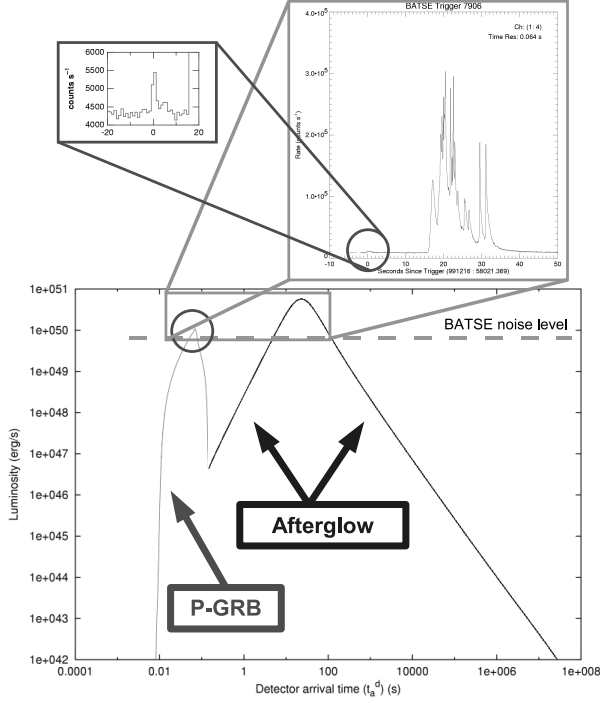 BATSE Trigger 7906
4.0•10⁵
Ch: (1: 4)
Time Res: 0.064 s
3.0•10⁵
2.0•10⁵
1.0•10⁵
0
Rate (counts s⁻¹)
-10 0 10 20 30 40 50
Seconds Since Trigger (991216 : 58021.369)
counts s⁻¹
6000
5500
5000
4500
4000
-20 0 20
1e+051
1e+050
1e+049
1e+048
1e+047
1e+046
1e+045
1e+044
1e+043
1e+042
Luminosity (erg/s)
BATSE noise level
Afterglow
P-GRB
0.0001 0.01 1 100 10000 1e+006 1e+008
Detector arrival time (tₐᵈ) (s)